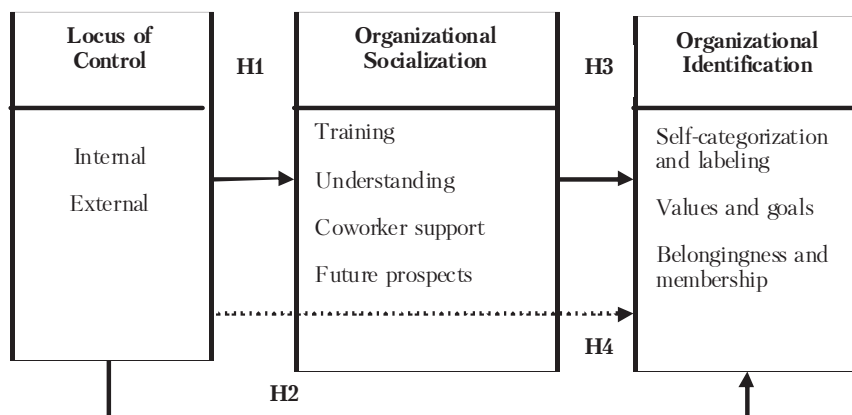 Locus of
Control
Internal
External
H1
Organizational
Socialization
Training
Understanding
Coworker support
Future prospects
H3
Organizational
Identification
Self-categorization
and labeling
Values and goals
Belongingness and
membership
H4
H2